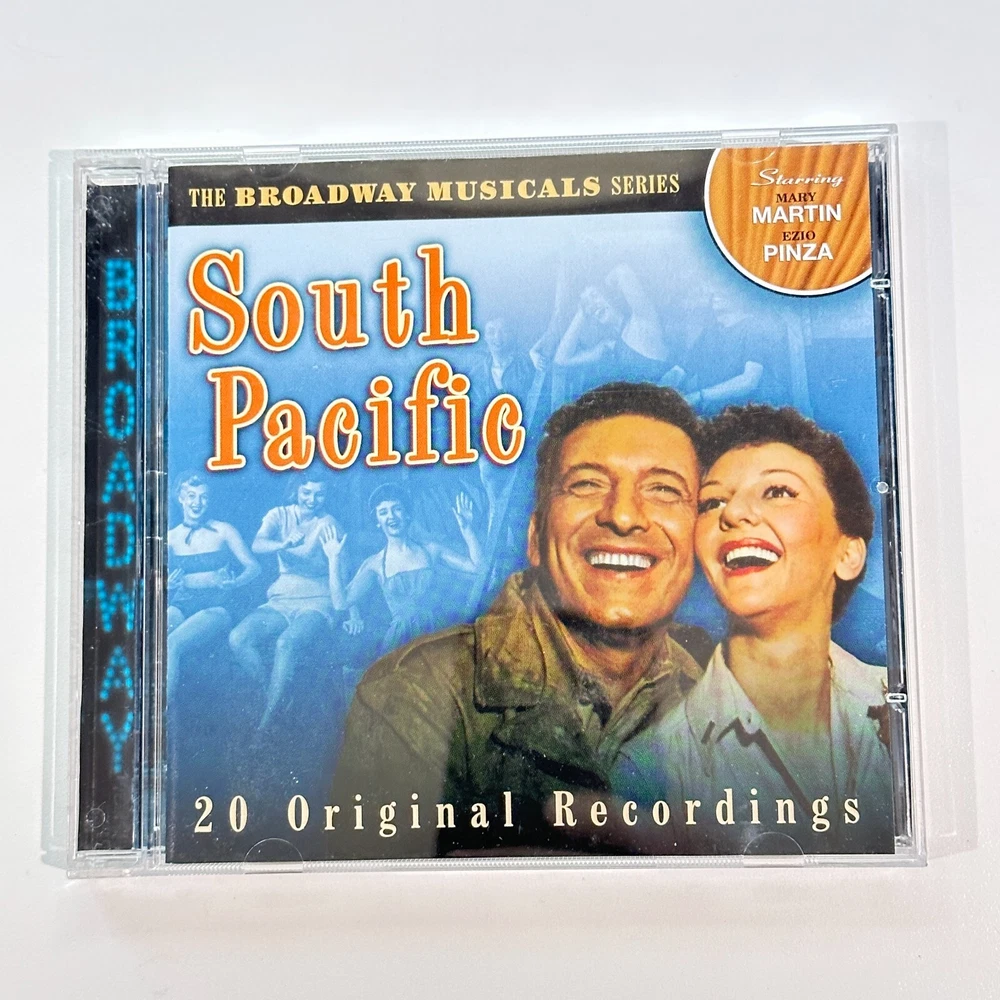 THE BROADWAY MUSICALS SERIES
Starring
MARY
MARTIN
EZIO
PINZA
South
Pacific
BROADWAY
20 Original Recordings